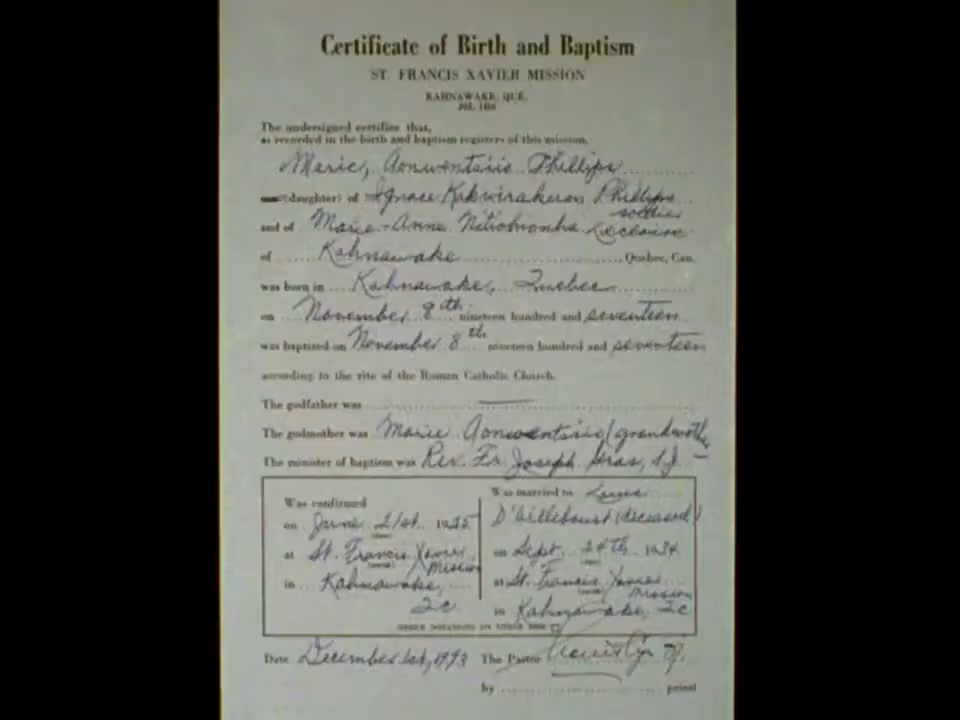 Certificate of Birth and Baptism
ST. FRANCIS XAVIER MISSION
KAHNAWAKE, QUE.
The undersigned certifies that,
as recorded in the birth and baptism registers of this mission,
Marie, Aonwentsiio Phillips
(daughter) of Ignace Kahwirakeron Phillips
and of Marie-Anne
of Kahnawake, Quebec, Can.
was born in Kahnawake, Quebec
on November 8th nineteen hundred and seventeen
was baptized on November 8th nineteen hundred and seventeen
according to the rite of the Roman Catholic Church.
The godfather was
The godmother was Marie Aonwentsiio (grandmother)
The minister of baptism was Rev. Fr. Joseph Gras, S.J.
Was confirmed
on June 21st
at St. Francis Xavier Mission
in Kahnawake, Qc
Was married to Louis
D'Ailleboust (deceased)
on Sept. 24th
at St. Francis Xavier Mission
in Kahnawake, Qc
Date December 1st, 1993 The Pastor
by priest